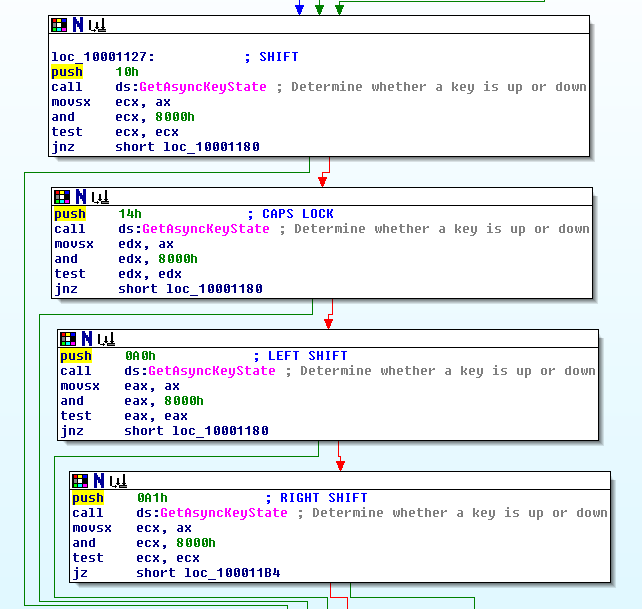 loc_10001127: ; SHIFT
push 10h
call ds:GetAsyncKeyState ; Determine whether a key is up or down
movsx ecx, ax
and ecx, 8000h
test ecx, ecx
jnz short loc_10001180
push 14h ; CAPS LOCK
call ds:GetAsyncKeyState ; Determine whether a key is up or down
movsx edx, ax
and edx, 8000h
test edx, edx
jnz short loc_10001180
push 0A0h ; LEFT SHIFT
call ds:GetAsyncKeyState ; Determine whether a key is up or down
movsx eax, ax
and eax, 8000h
test eax, eax
jnz short loc_10001180
push 0A1h ; RIGHT SHIFT
call ds:GetAsyncKeyState ; Determine whether a key is up or down
movsx ecx, ax
and ecx, 8000h
test ecx, ecx
jz short loc_100011B4